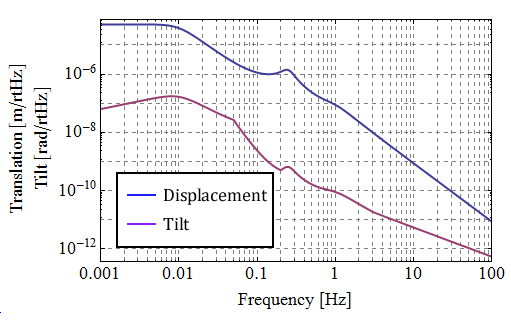 Translation [m/rtHz]
Tilt [rad/rtHz]
10⁻⁶
10⁻⁸
10⁻¹⁰
10⁻¹²
Displacement
Tilt
0.001 0.01 0.1 1 10 100
Frequency [Hz]